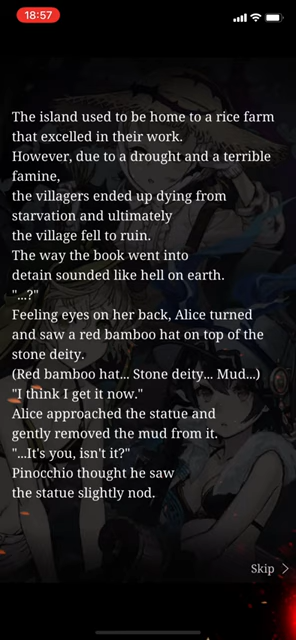 18:57
The island used to be home to a rice farm
that excelled in their work.
However, due to a drought and a terrible
famine,
the villagers ended up dying from
starvation and ultimately
the village fell to ruin.
The way the book went into
detain sounded like hell on earth.
"...?"
Feeling eyes on her back, Alice turned
and saw a red bamboo hat on top of the
stone deity.
(Red bamboo hat... Stone deity... Mud...)
"I think I get it now."
Alice approached the statue and
gently removed the mud from it.
"...It's you, isn't it?"
Pinocchio thought he saw
the statue slightly nod.
Skip